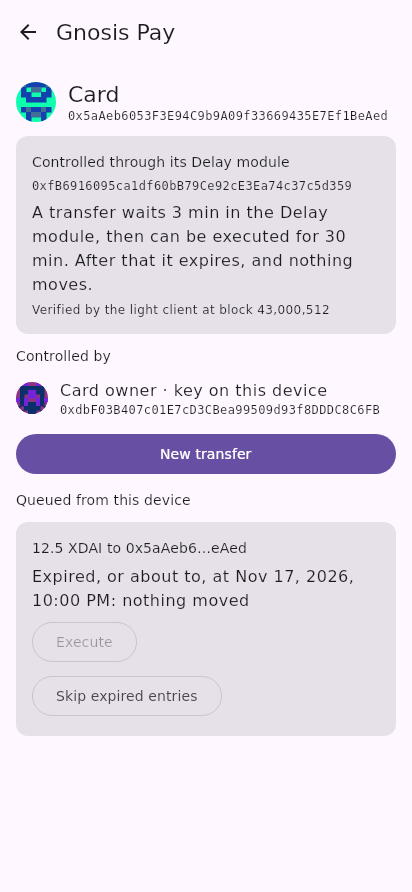 Gnosis Pay
Card
0x5aAeb6053F3E94C9b9A09f33669435E7Ef1BeAed
Controlled through its Delay module
0xfB6916095ca1df60bB79Ce92cE3Ea74c37c5d359
A transfer waits 3 min in the Delay
module, then can be executed for 30
min. After that it expires, and nothing
moves.
Verified by the light client at block 43,000,512
Controlled by
Card owner · key on this device
0xdbF03B407c01E7cD3CBea99509d93f8DDDC8C6FB
New transfer
Queued from this device
12.5 XDAI to 0x5aAeb6…eAed
Expired, or about to, at Nov 17, 2026,
10:00 PM: nothing moved
Execute
Skip expired entries